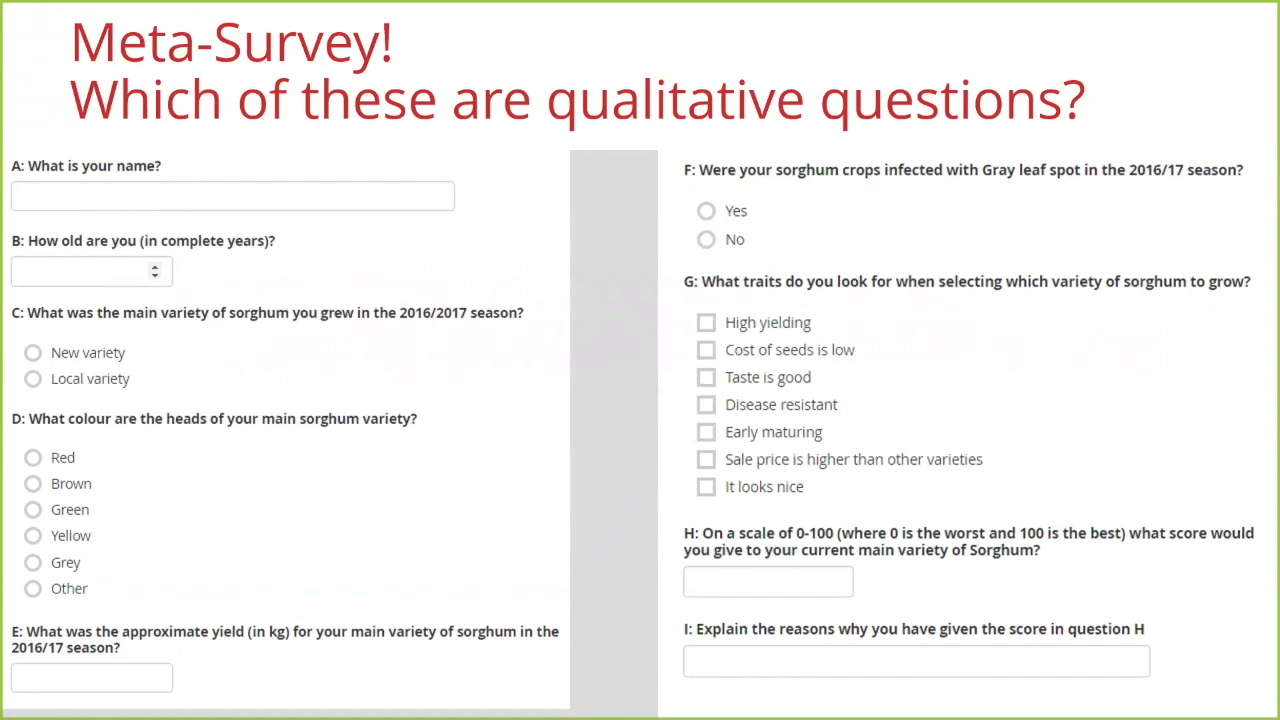 Meta-Survey!
Which of these are qualitative questions?
A: What is your name?
B: How old are you (in complete years)?
C: What was the main variety of sorghum you grew in the 2016/2017 season?
New variety
Local variety
D: What colour are the heads of your main sorghum variety?
Red
Brown
Green
Yellow
Grey
Other
E: What was the approximate yield (in kg) for your main variety of sorghum in the
2016/17 season?
F: Were your sorghum crops infected with Gray leaf spot in the 2016/17 season?
Yes
No
G: What traits do you look for when selecting which variety of sorghum to grow?
High yielding
Cost of seeds is low
Taste is good
Disease resistant
Early maturing
Sale price is higher than other varieties
It looks nice
H: On a scale of 0-100 (where 0 is the worst and 100 is the best) what score would
you give to your current main variety of Sorghum?
I: Explain the reasons why you have given the score in question H